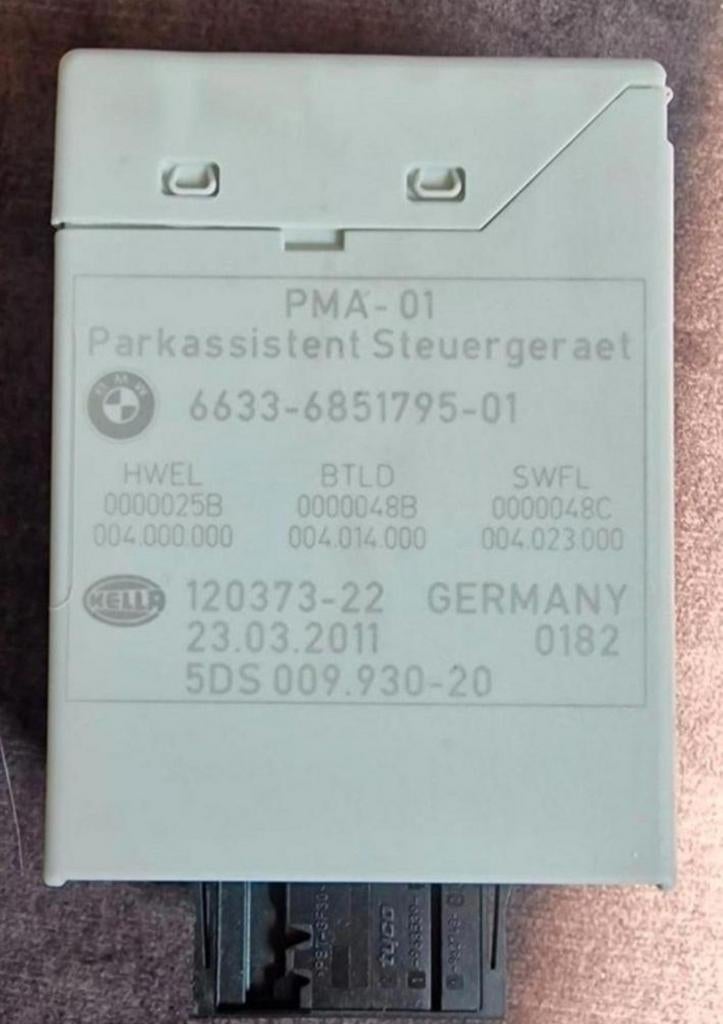 PMA-01
Parkassistent Steuergeraet
BMW
6633-6851795-01
HWEL BTLD SWFL
0000025B 0000048B 0000048C
004.000.000 004.014.000 004.023.000
HELLA 120373-22 GERMANY
23.03.2011 0182
5DS 009.930-20
tyco